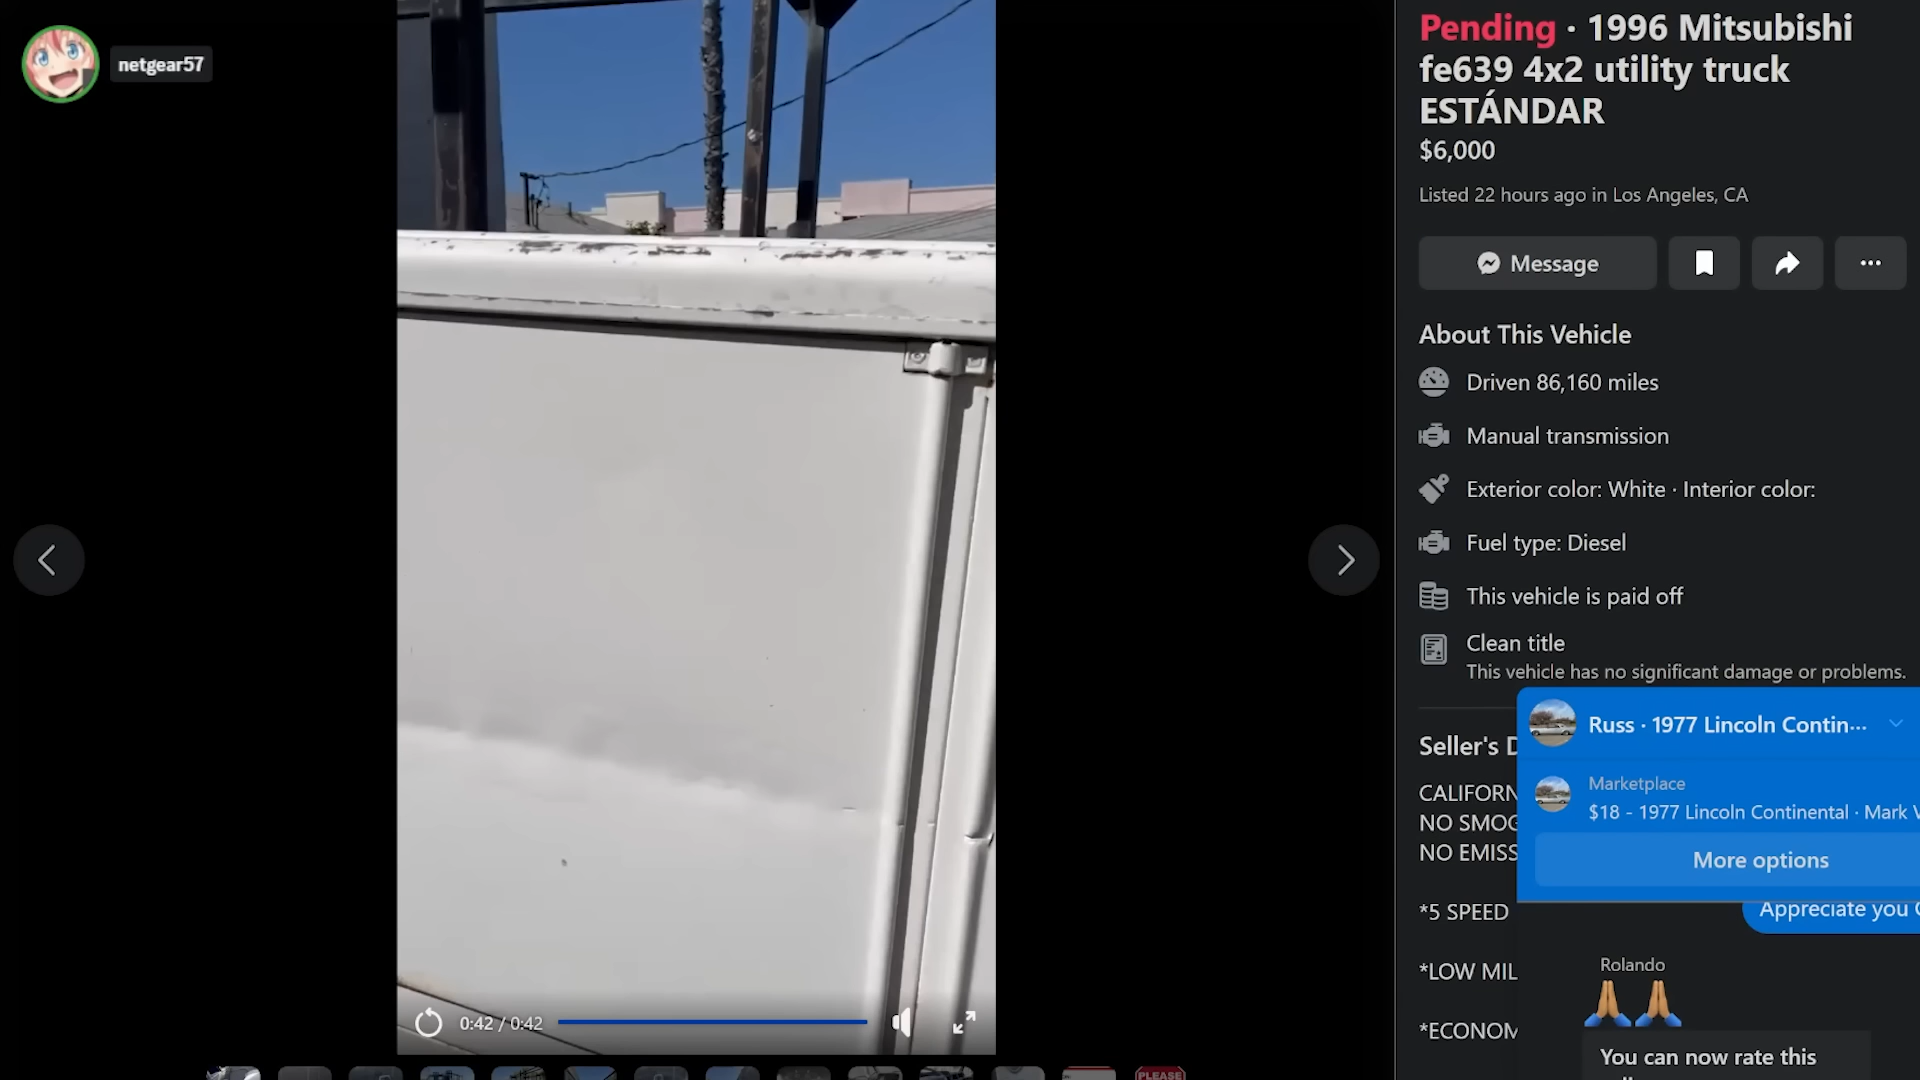 netgear57
Pending · 1996 Mitsubishi
fe639 4x2 utility truck
ESTÁNDAR
$6,000
Listed 22 hours ago in Los Angeles, CA
Message
About This Vehicle
Driven 86,160 miles
Manual transmission
Exterior color: White · Interior color:
Fuel type: Diesel
This vehicle is paid off
Clean title
This vehicle has no significant damage or problems.
Seller's D
CALIFORN
NO SMOG
NO EMISS
*5 SPEED
*LOW MIL
*ECONOM
Russ · 1977 Lincoln Contin...
Marketplace
$18 - 1977 Lincoln Continental · Mark V
More options
Appreciate you
Rolando
You can now rate this
0:42 / 0:42
PLEASE